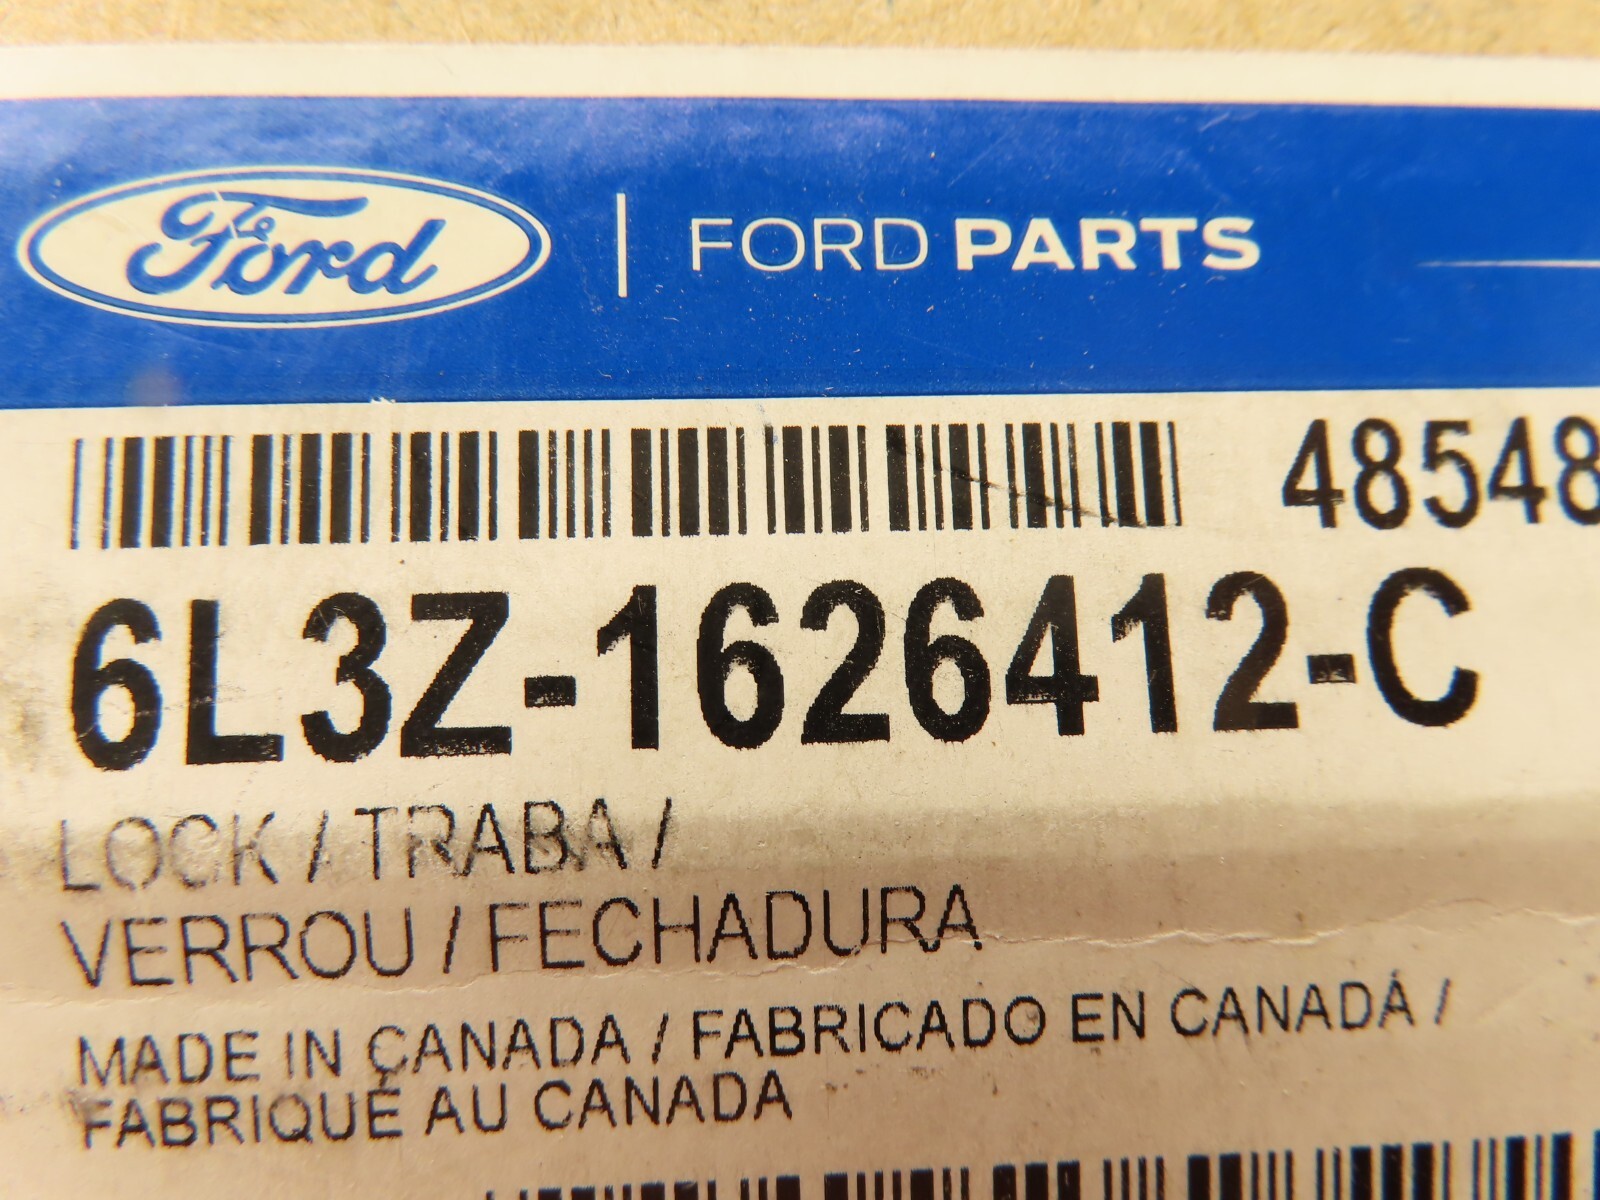 Ford | FORD PARTS
48548
6L3Z-1626412-C
LOCK / TRABA /
VERROU / FECHADURA
MADE IN CANADA / FABRICADO EN CANADÁ /
FABRIQUÉ AU CANADA